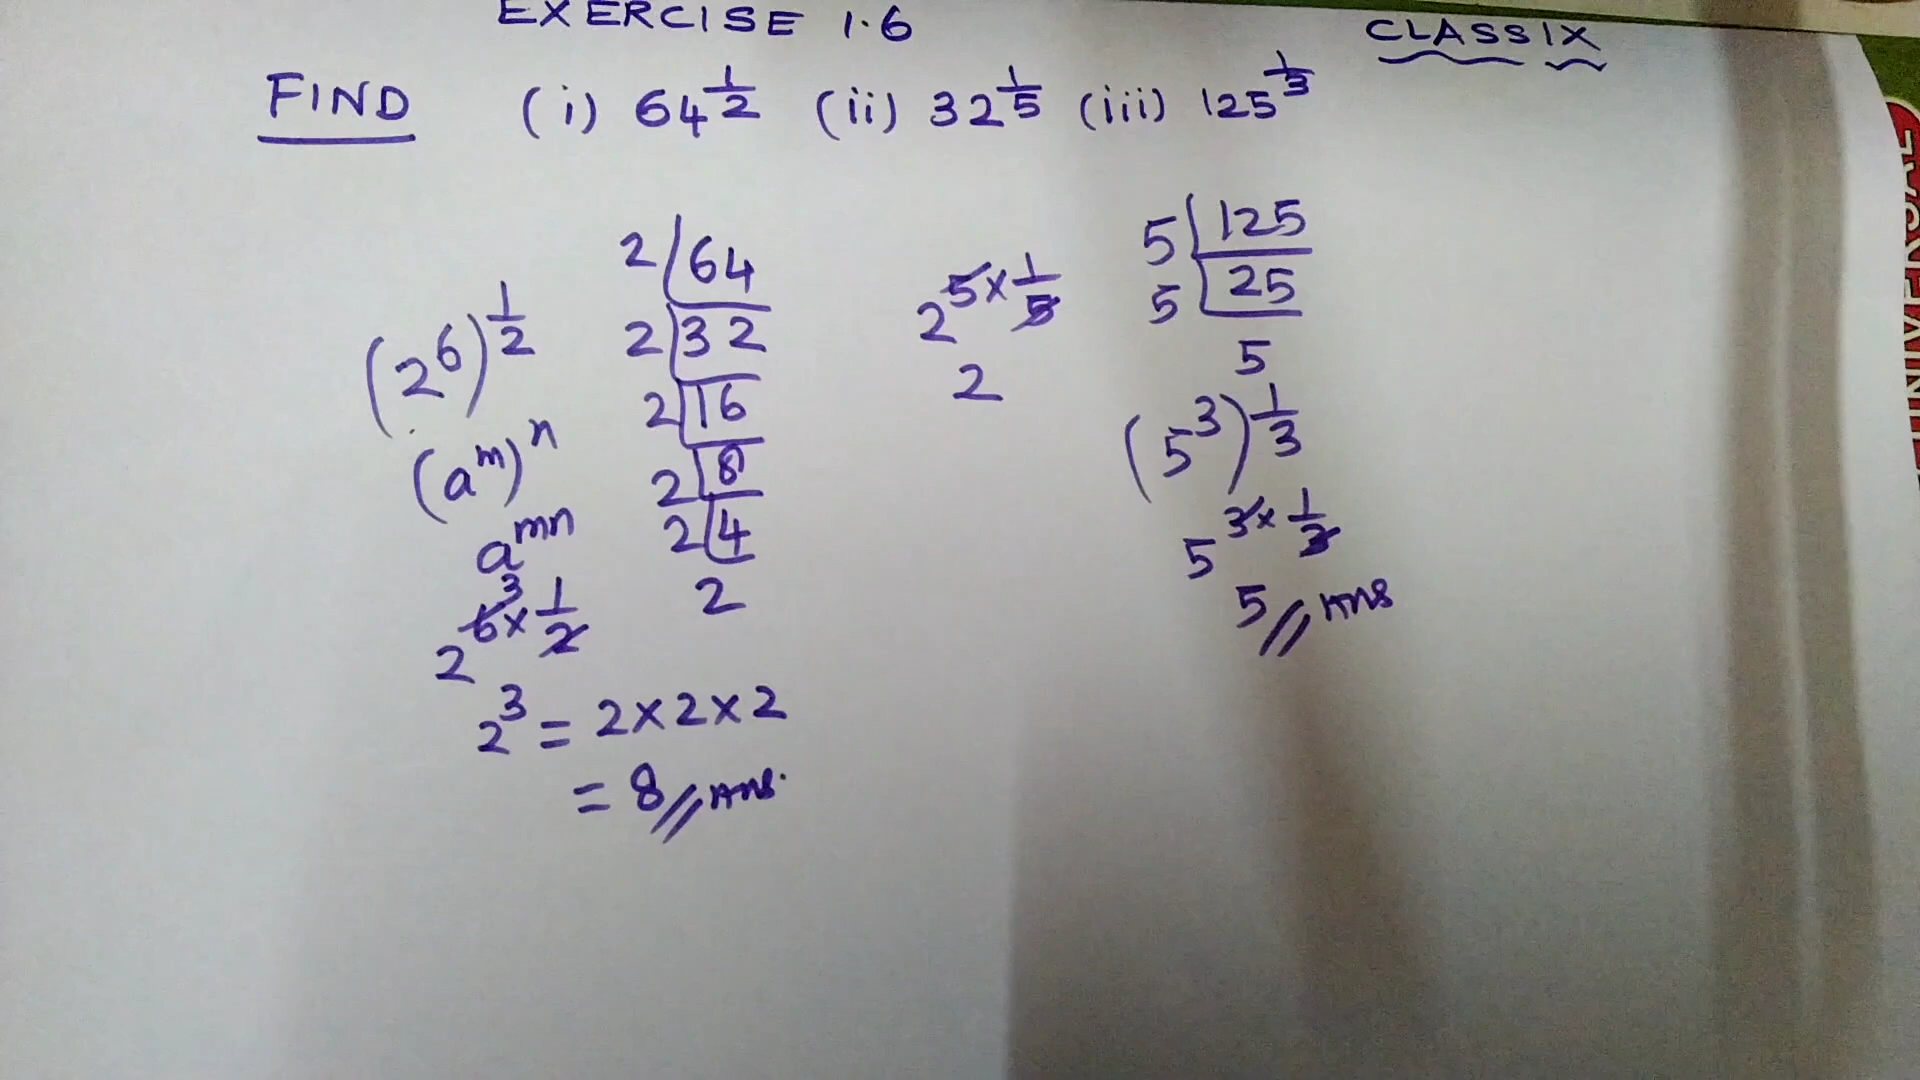 EXERCISE 1.6
CLASS IX
FIND (i) 64^1/2 (ii) 32^1/5 (iii) 125^1/3
2 64
2 32
2 16
2 8
2 4
2
(2^6)^1/2
(a^m)^n
a^mn
2^6×1/2 3
2^3 = 2×2×2
= 8// Ans.
2^5×1/5
2
5 125
5 25
5
(5^3)^1/3
5^3×1/3
5// Ans
UNIVERSAL